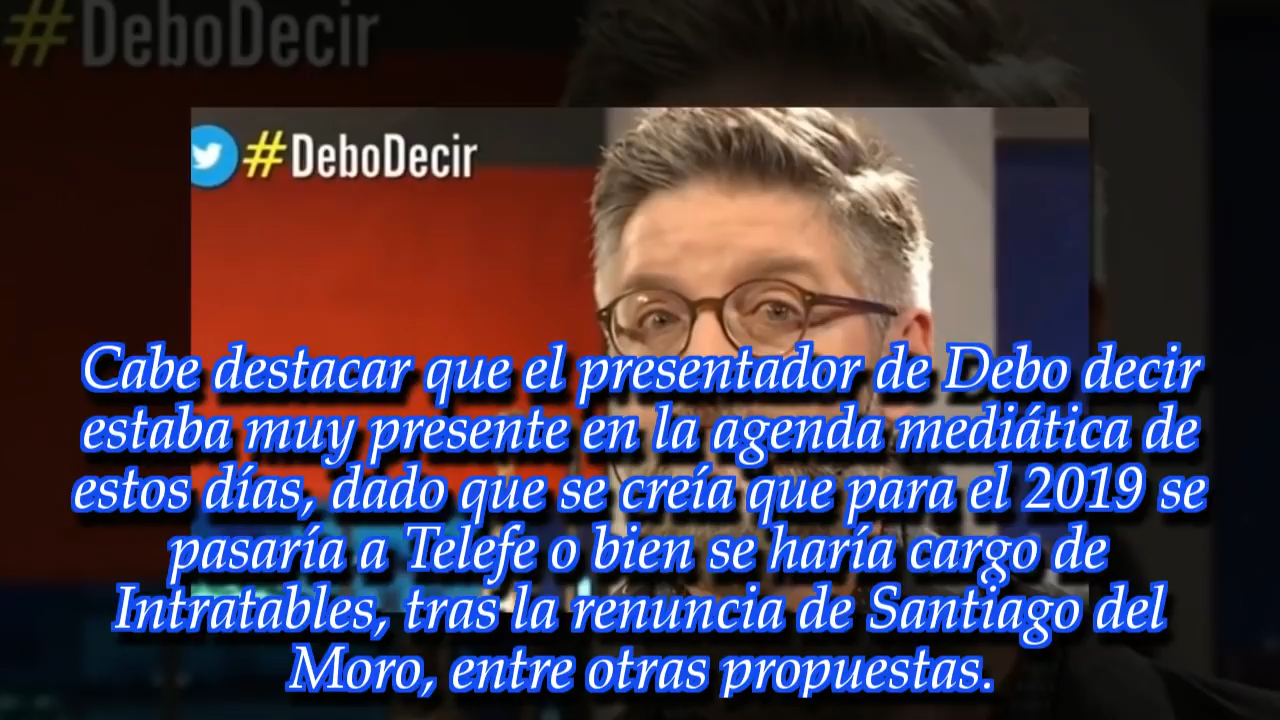 #DeboDecir
#DeboDecir
Cabe destacar que el presentador de Debo decir
estaba muy presente en la agenda mediática de
estos días, dado que se creía que para el 2019 se
pasaría a Telefe o bien se haría cargo de
Intratables, tras la renuncia de Santiago del
Moro, entre otras propuestas.